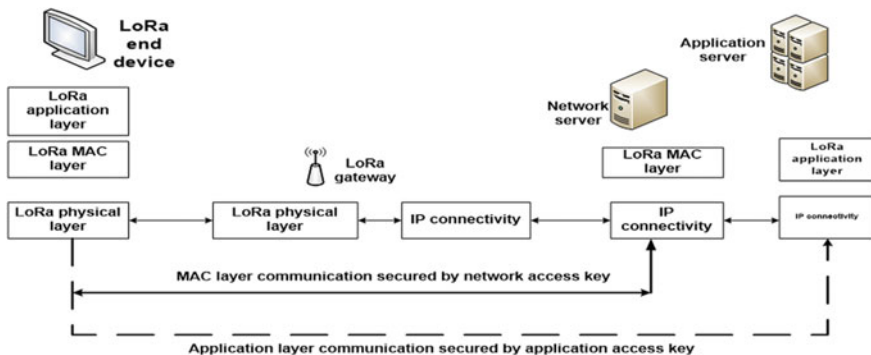 LoRa
end
device
Application
server
Network
server
LoRa
application
layer
LoRa MAC
layer
LoRa
gateway
LoRa MAC
layer
LoRa
application
layer
LoRa physical
layer
LoRa physical
layer
IP connectivity
IP
connectivity
IP connectivity
MAC layer communication secured by network access key
Application layer communication secured by application access key